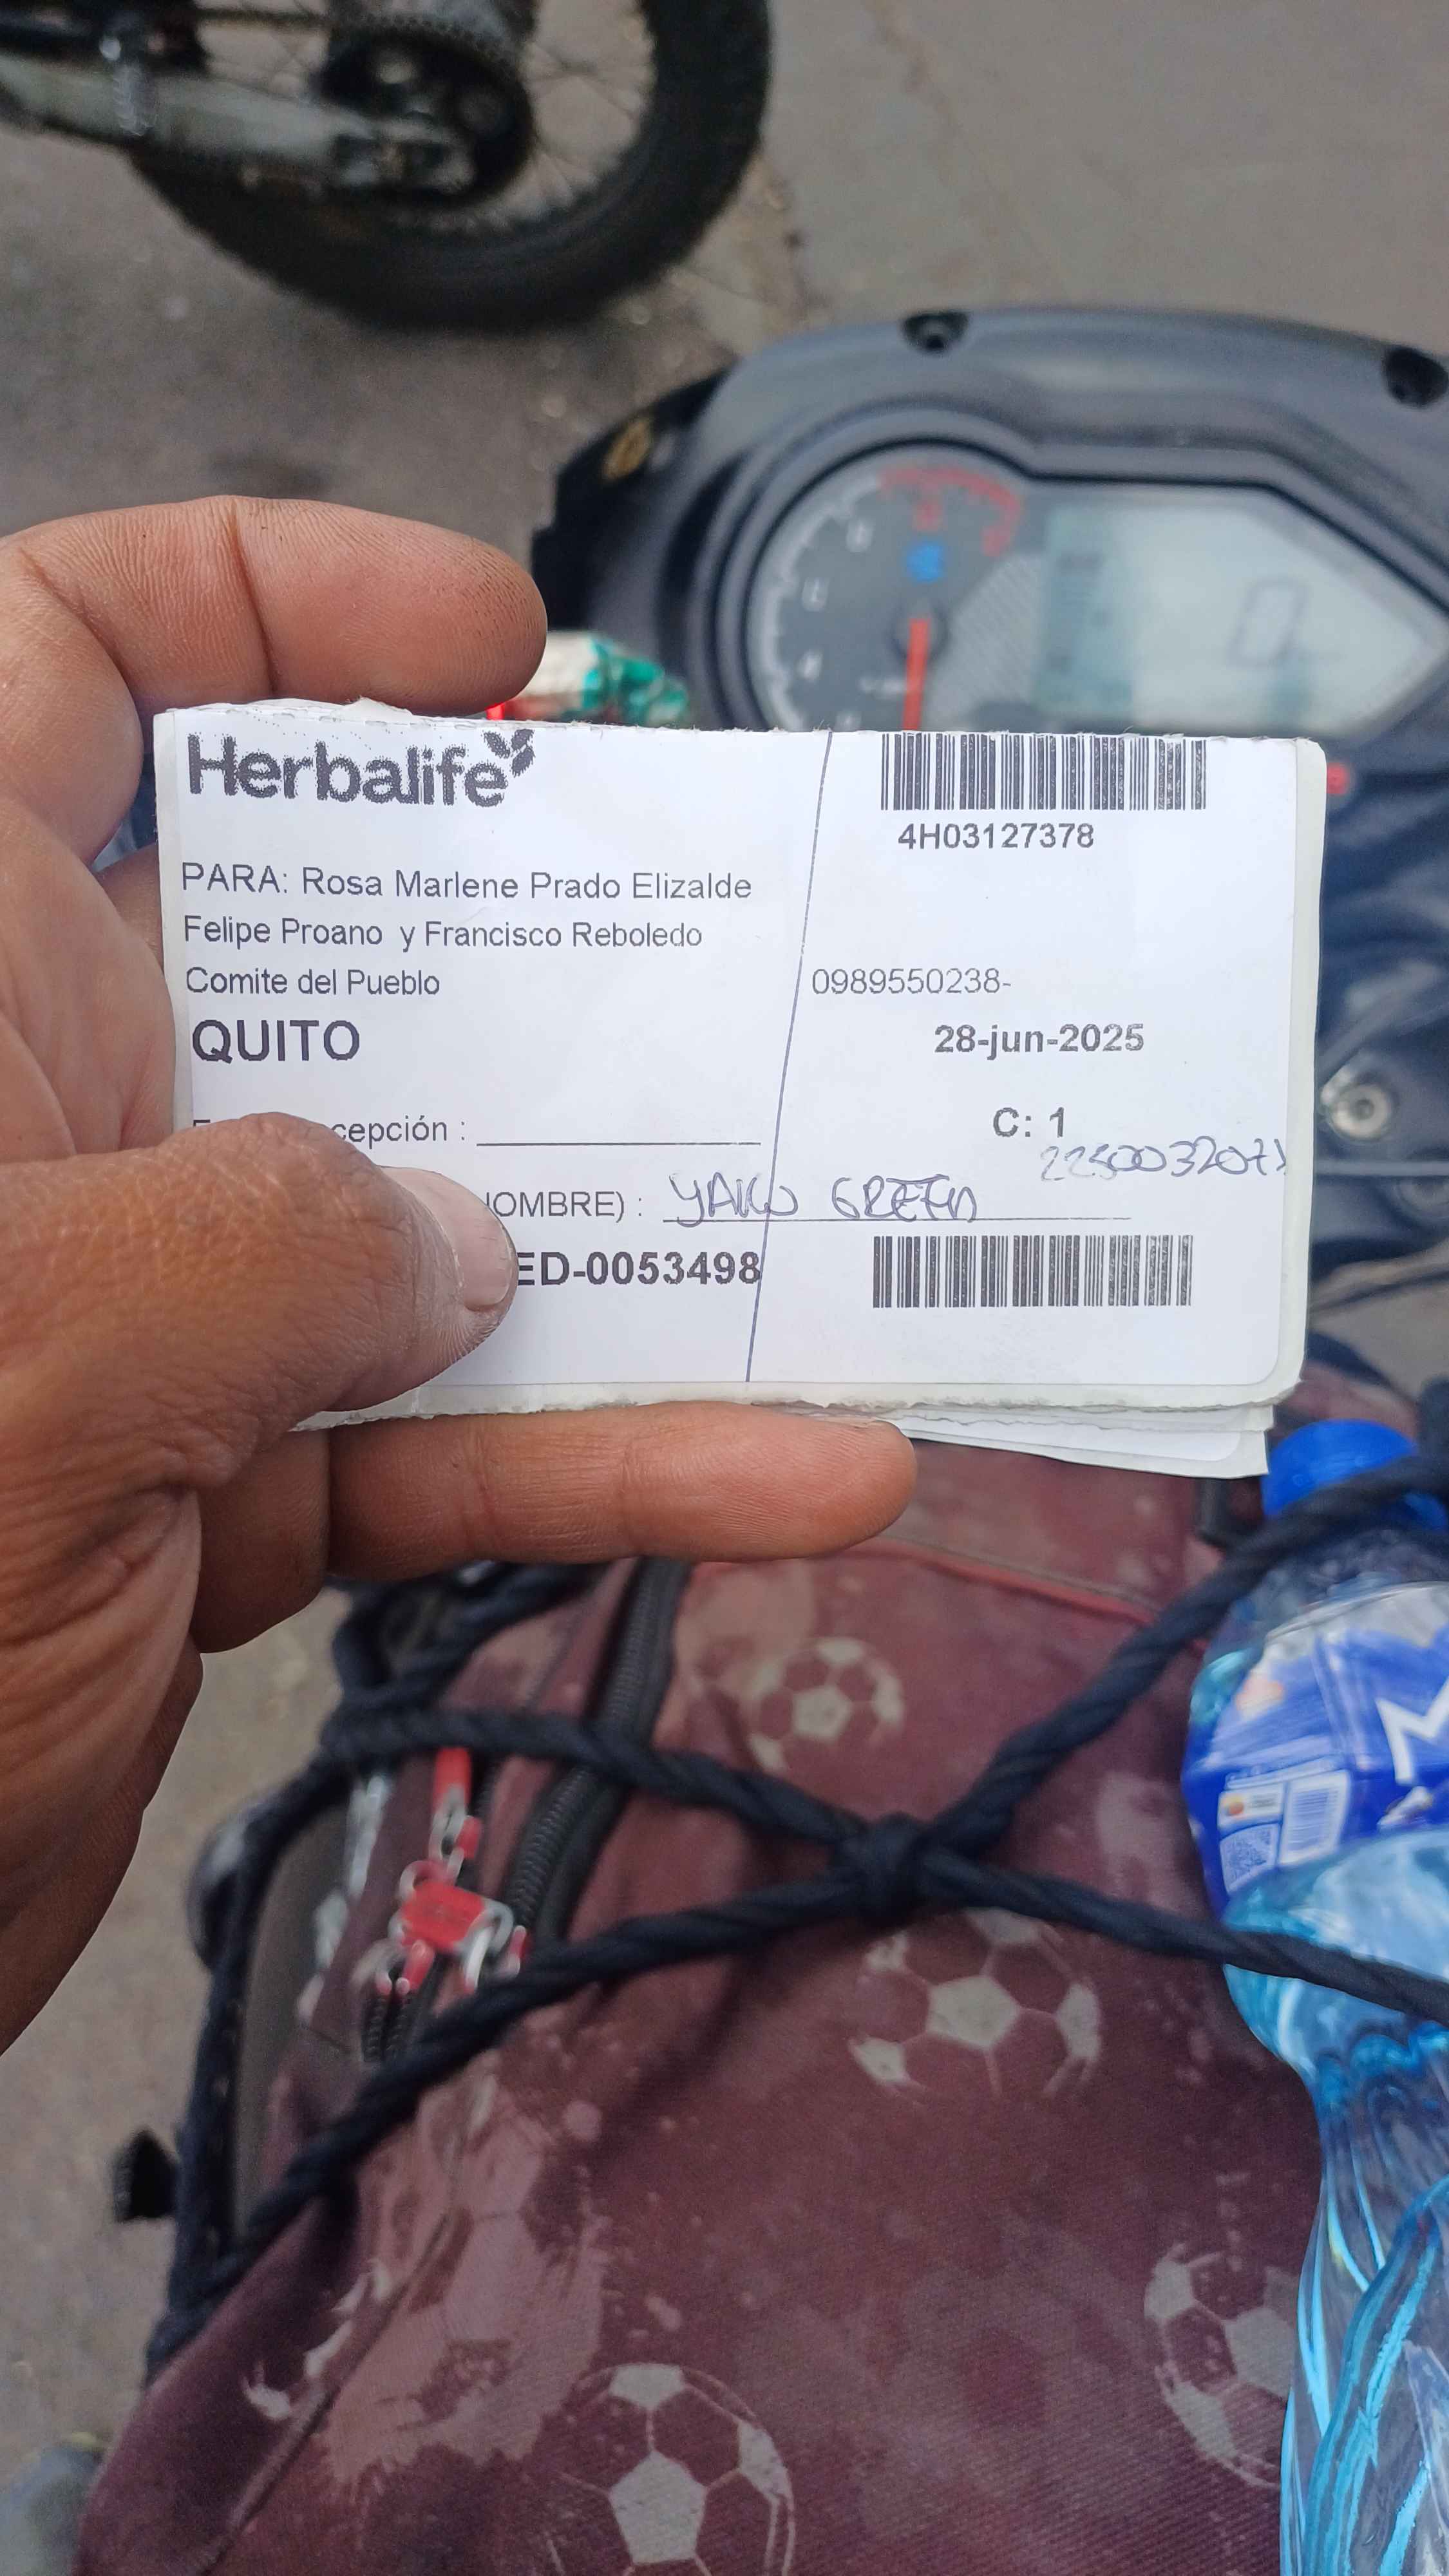 Herbalife
4H03127378
PARA: Rosa Marlene Prado Elizalde
Felipe Proano y Francisco Reboledo
Comite del Pueblo
0989550238-
QUITO
28-jun-2025
cepción :
C: 1
OMBRE) : GREEN
ED-0053498